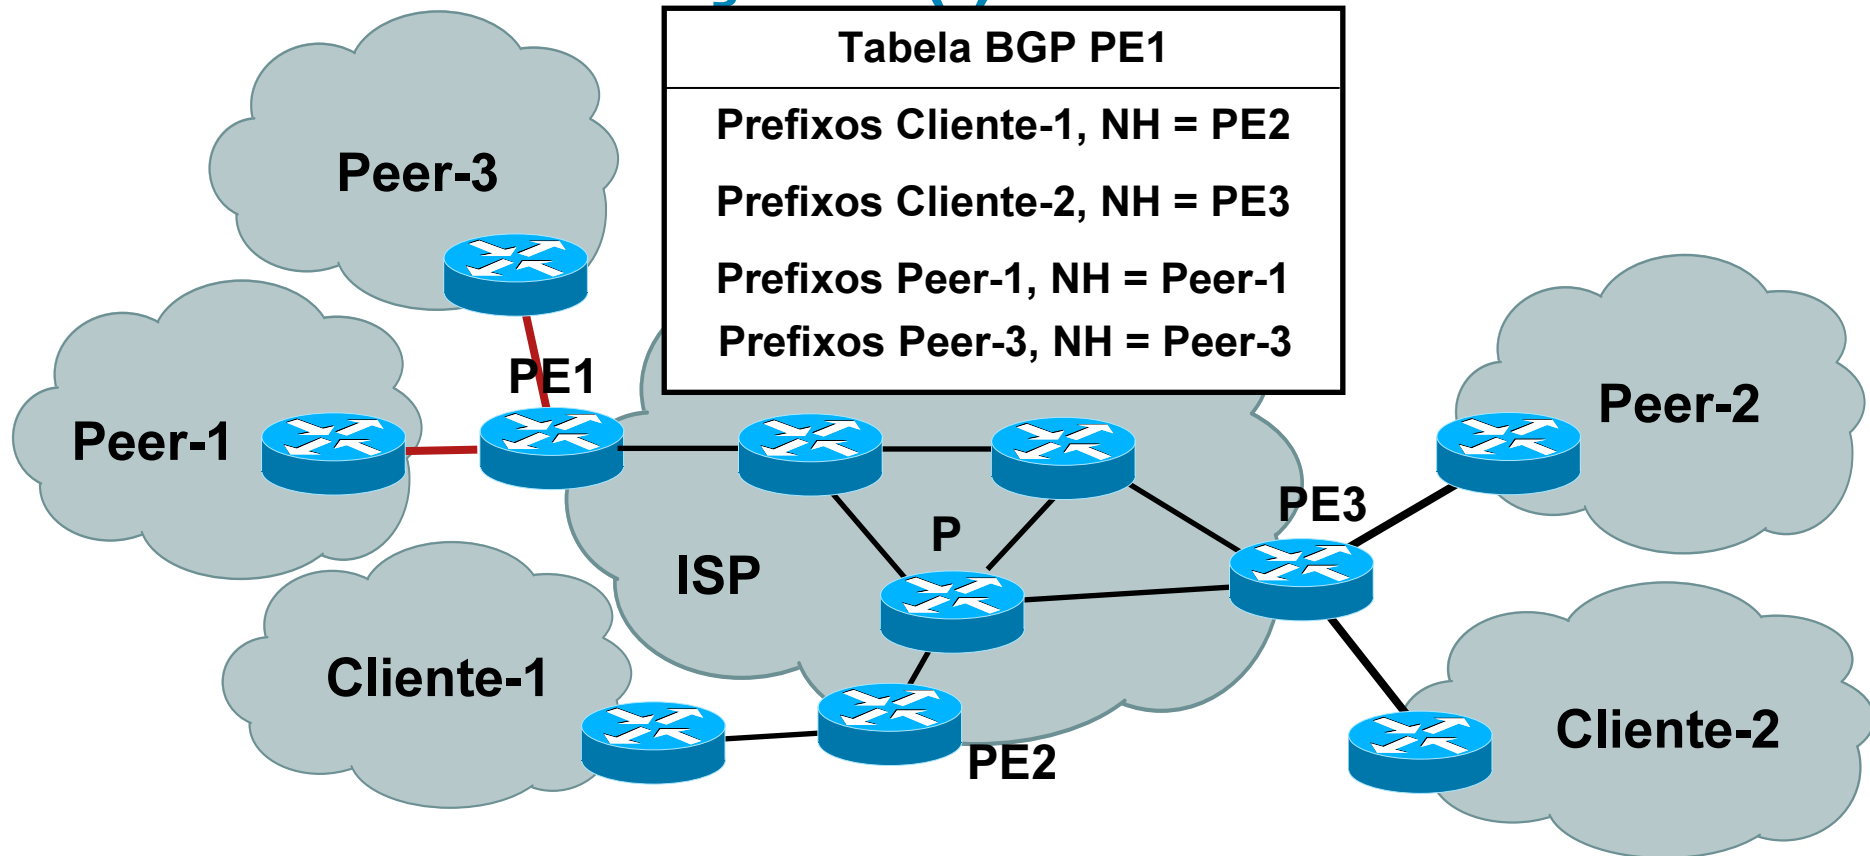 Tabela BGP PE1
Prefixos Cliente-1, NH = PE2
Prefixos Cliente-2, NH = PE3
Prefixos Peer-1, NH = Peer-1
Prefixos Peer-3, NH = Peer-3
Peer-3
PE1
Peer-1
Peer-2
PE3
P
ISP
Cliente-1
PE2
Cliente-2